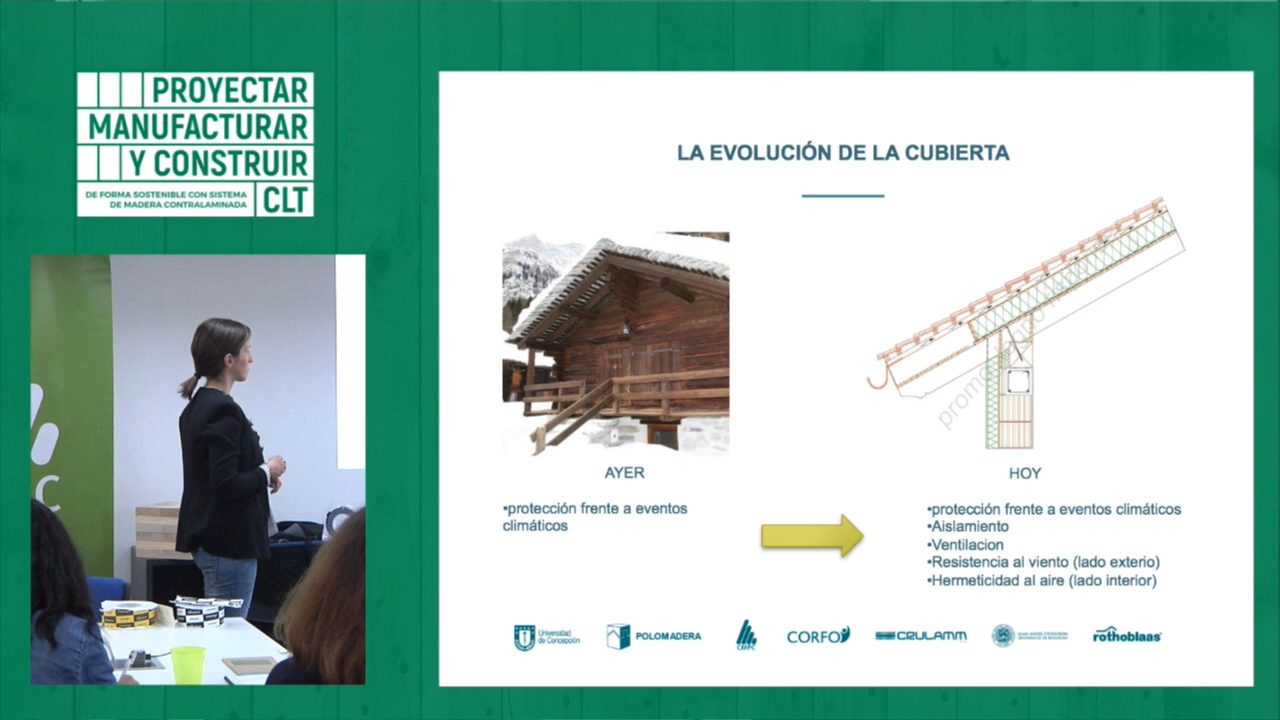 PROYECTAR
MANUFACTURAR
Y CONSTRUIR
DE FORMA SOSTENIBLE CON SISTEMA
DE MADERA CONTRALAMINADA
CLT
LA EVOLUCIÓN DE LA CUBIERTA
AYER
•protección frente a eventos
climáticos
HOY
•protección frente a eventos climáticos
•Aislamiento
•Ventilacion
•Resistencia al viento (lado exterio)
•Hermeticidad al aire (lado interior)
Universidad
de Concepción
POLOMADERA
CMPC
CORFO
CRULAMM
rothoblaas
C